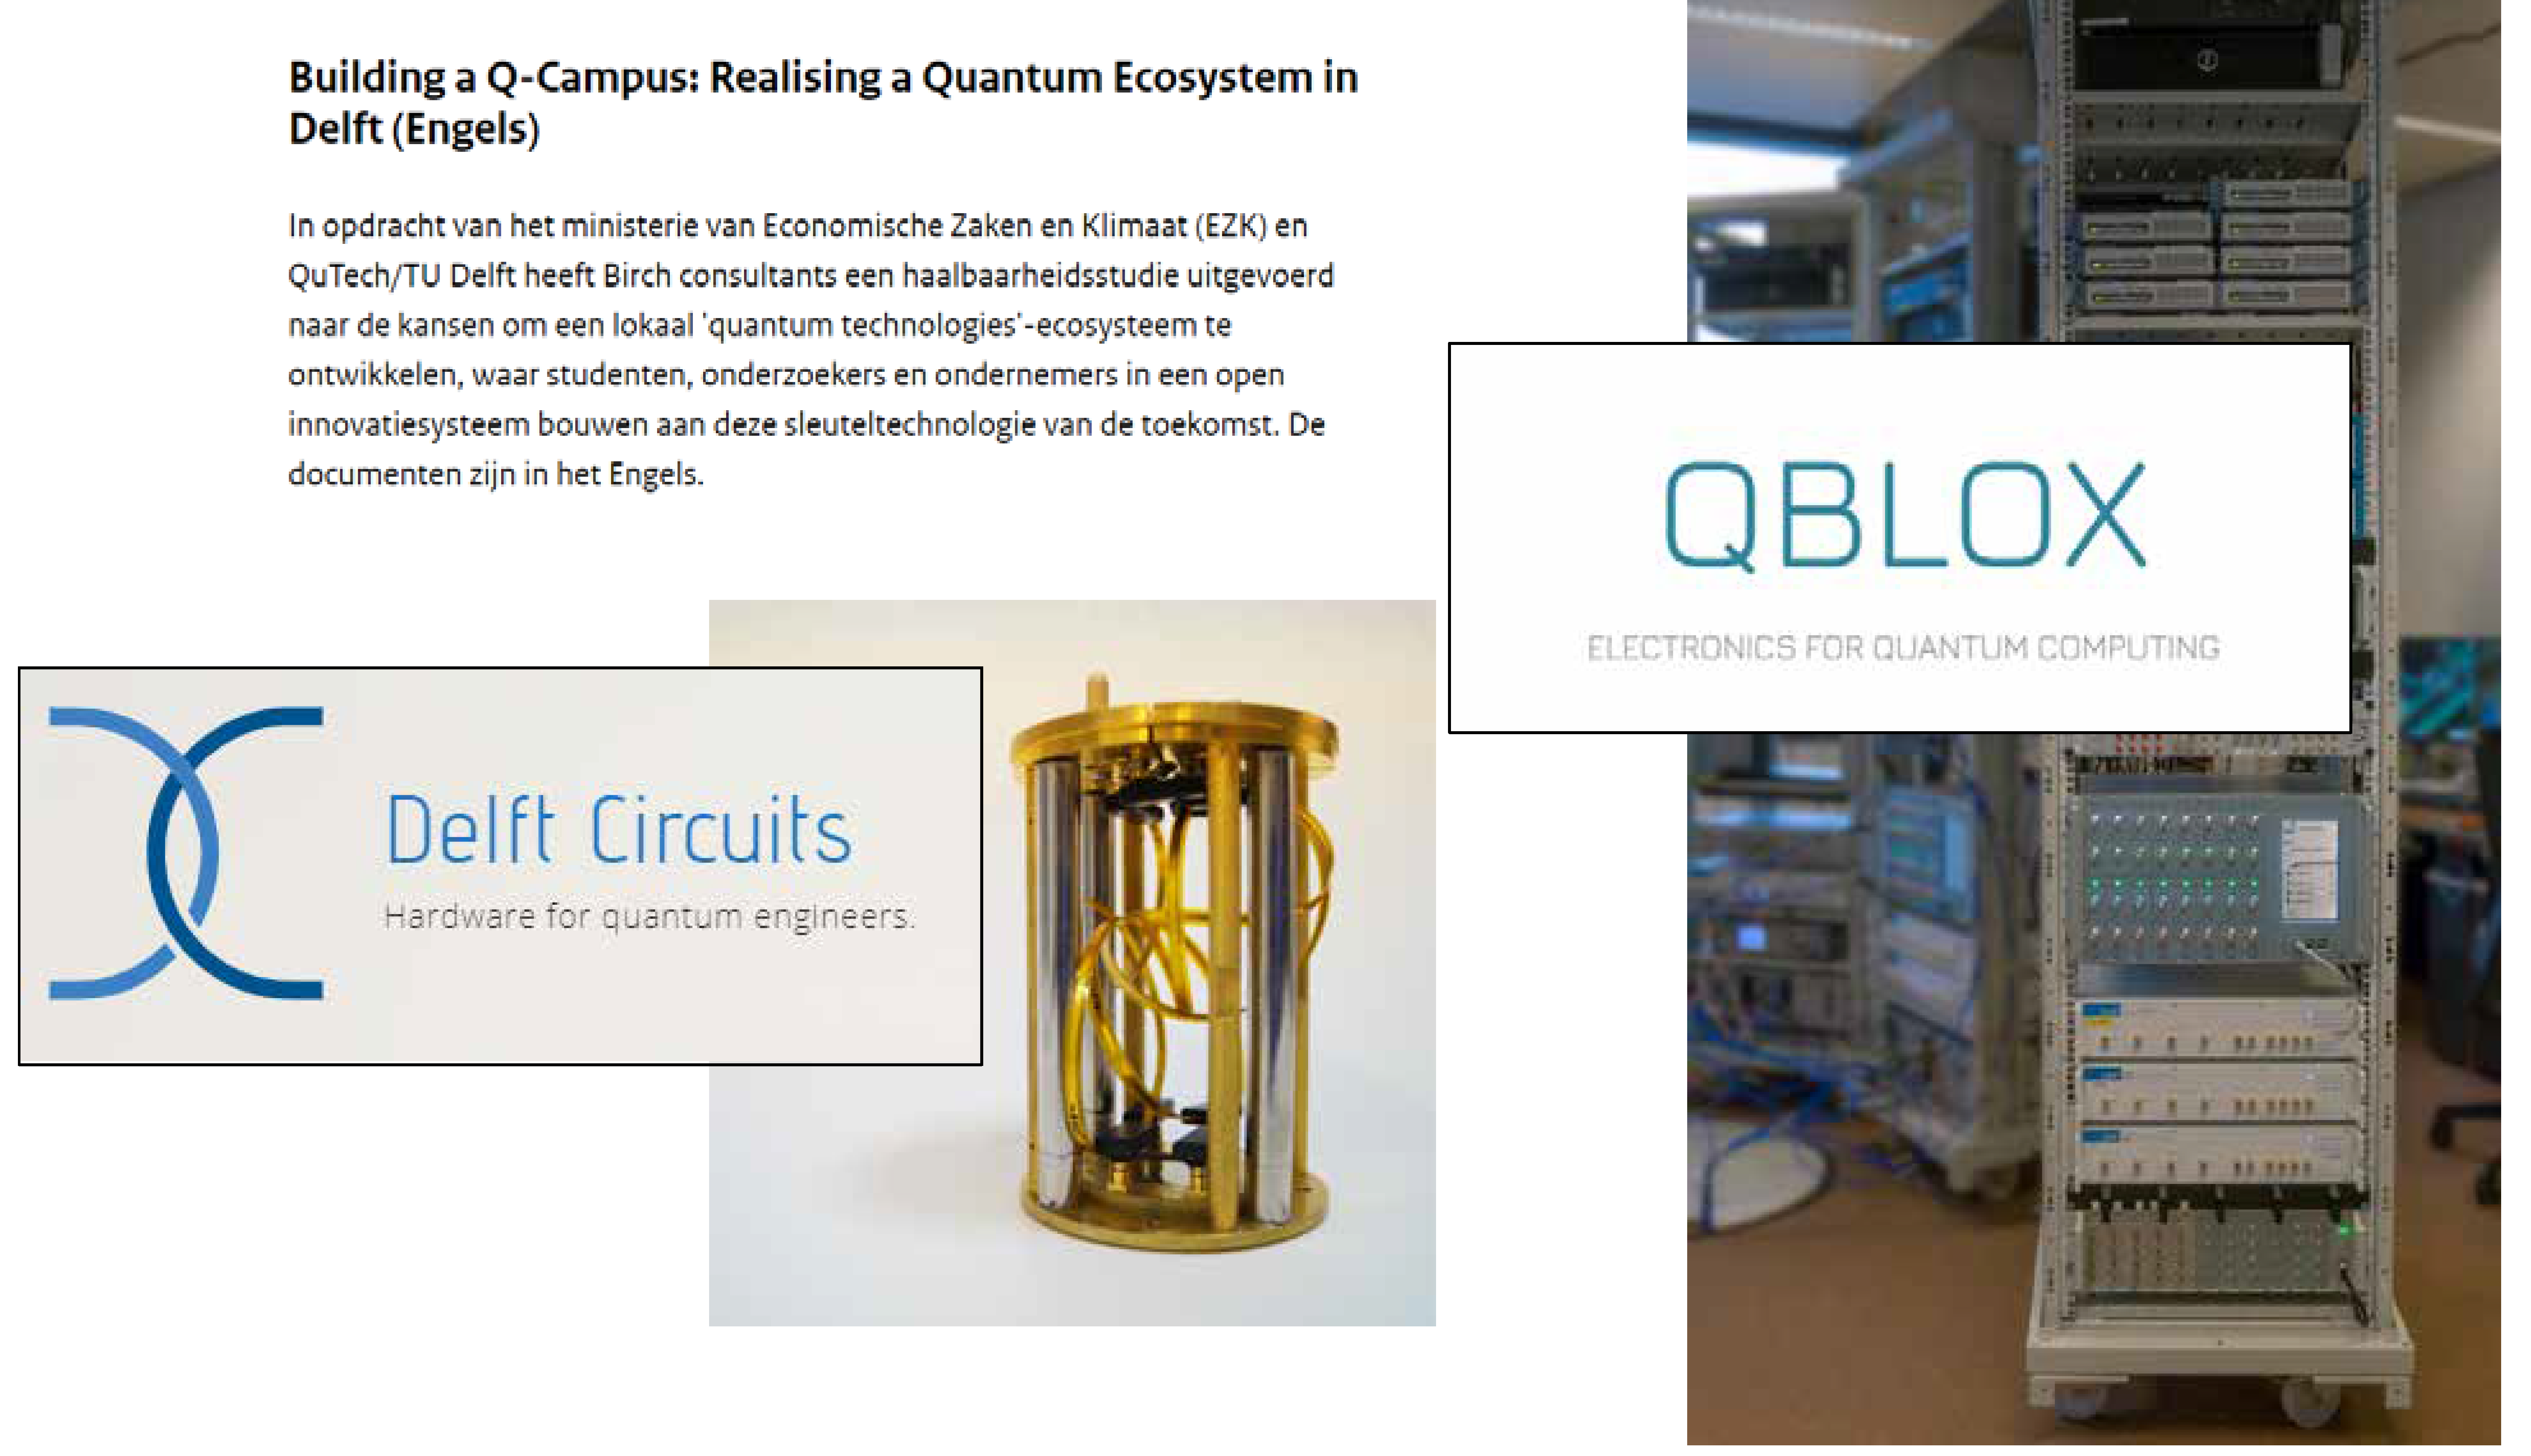 Building a Q-Campus: Realising a Quantum Ecosystem in
Delft (Engels)
In opdracht van het ministerie van Economische Zaken en Klimaat (EZK) en
QuTech/TU Delft heeft Birch consultants een haalbaarheidsstudie uitgevoerd
naar de kansen om een lokaal 'quantum technologies'-ecosysteem te
ontwikkelen, waar studenten, onderzoekers en ondernemers in een open
innovatiesysteem bouwen aan deze sleuteltechnologie van de toekomst. De
documenten zijn in het Engels.
QBLOX
ELECTRONICS FOR QUANTUM COMPUTING
Delft Circuits
Hardware for quantum engineers.